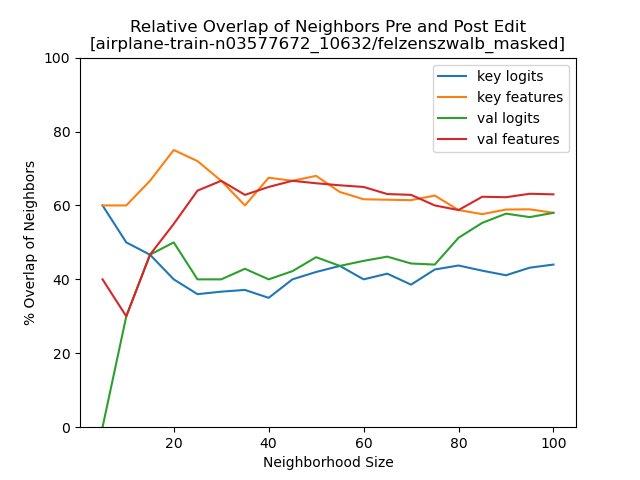 Relative Overlap of Neighbors Pre and Post Edit
[airplane-train-n03577672_10632/felzenszwalb_masked]
key logits
key features
val logits
val features
% Overlap of Neighbors
100
80
60
40
20
0
20 40 60 80 100
Neighborhood Size